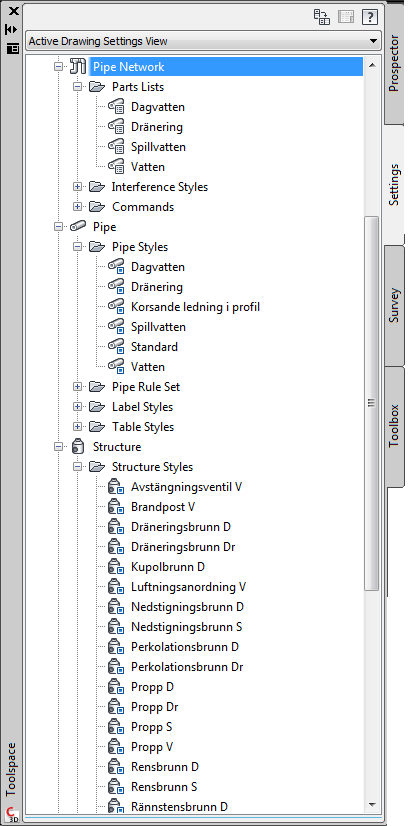 ?
Active Drawing Settings View
Pipe Network
Parts Lists
Dagvatten
Dränering
Spillvatten
Vatten
Interference Styles
Commands
Pipe
Pipe Styles
Dagvatten
Dränering
Korsande ledning i profil
Spillvatten
Standard
Vatten
Pipe Rule Set
Label Styles
Table Styles
Structure
Structure Styles
Avstängningsventil V
Brandpost V
Dräneringsbrunn D
Dräneringsbrunn Dr
Kupolbrunn D
Luftningsanordning V
Nedstigningsbrunn D
Nedstigningsbrunn S
Perkolationsbrunn D
Perkolationsbrunn Dr
Propp D
Propp Dr
Propp S
Propp V
Rensbrunn D
Rensbrunn S
Rännstensbrunn D
Prospector
Settings
Survey
Toolbox
Toolspace
C 3D